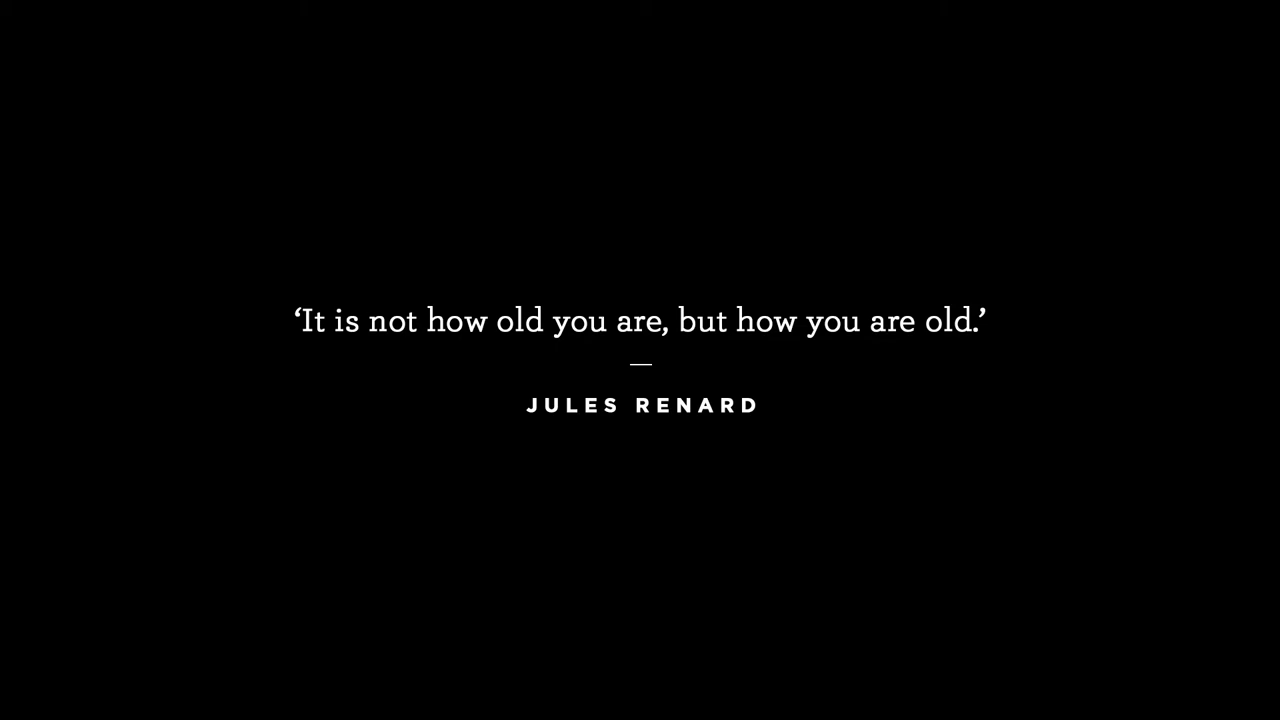 ‘It is not how old you are, but how you are old.’
—
JULES RENARD